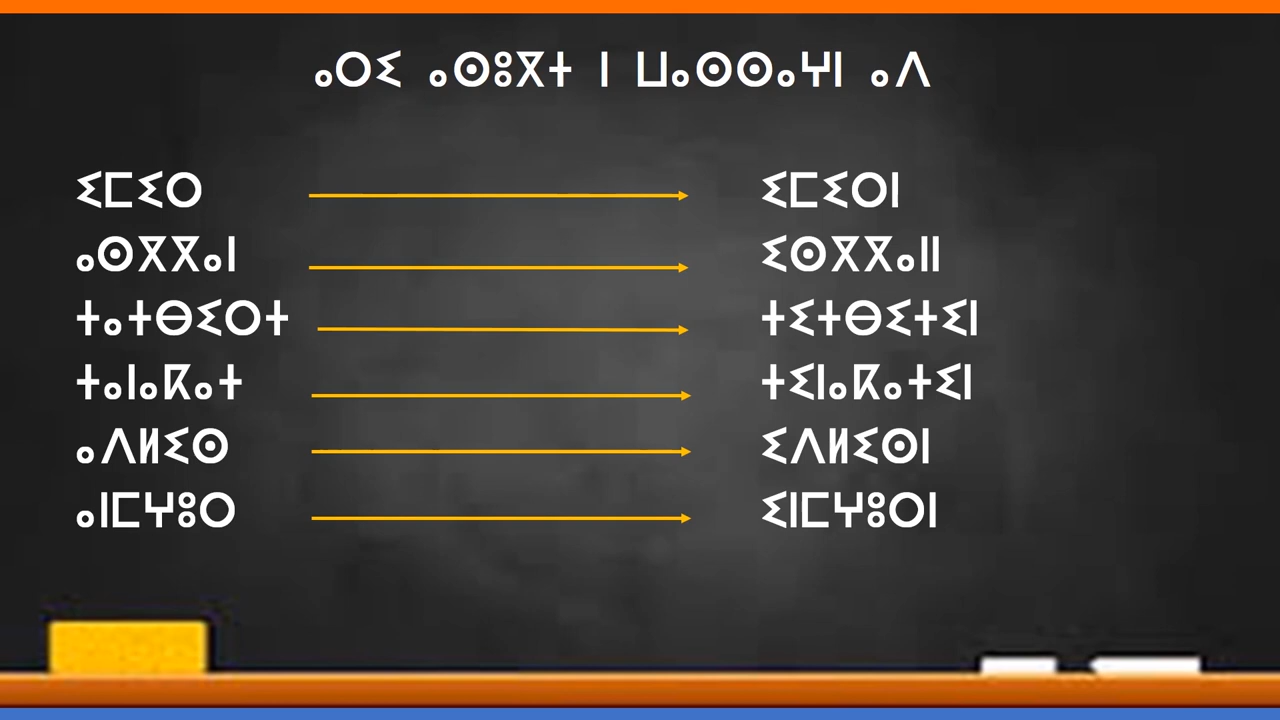 ⴰⵔⵉ ⴰⵙⵓⴳⵜ ⵏ ⵡⴰⵙⵙⴰⵖⵏ ⴰⴷ
ⵉⵎⵉⵔ ⵉⵎⵉⵔⵏ
ⴰⵙⴳⴳⴰⵏ ⵉⵙⴳⴳⴰⵏⵏ
ⵜⴰⵜⴱⵉⵔⵜ ⵜⵉⵜⴱⵉⵜⵉⵏ
ⵜⴰⵏⴰⴽⴰⵜ ⵜⵉⵏⴰⴽⴰⵜⵉⵏ
ⴰⴷⵍⵉⵙ ⵉⴷⵍⵉⵙⵏ
ⴰⵏⵎⵖⵓⵔ ⵉⵏⵎⵖⵓⵔⵏ